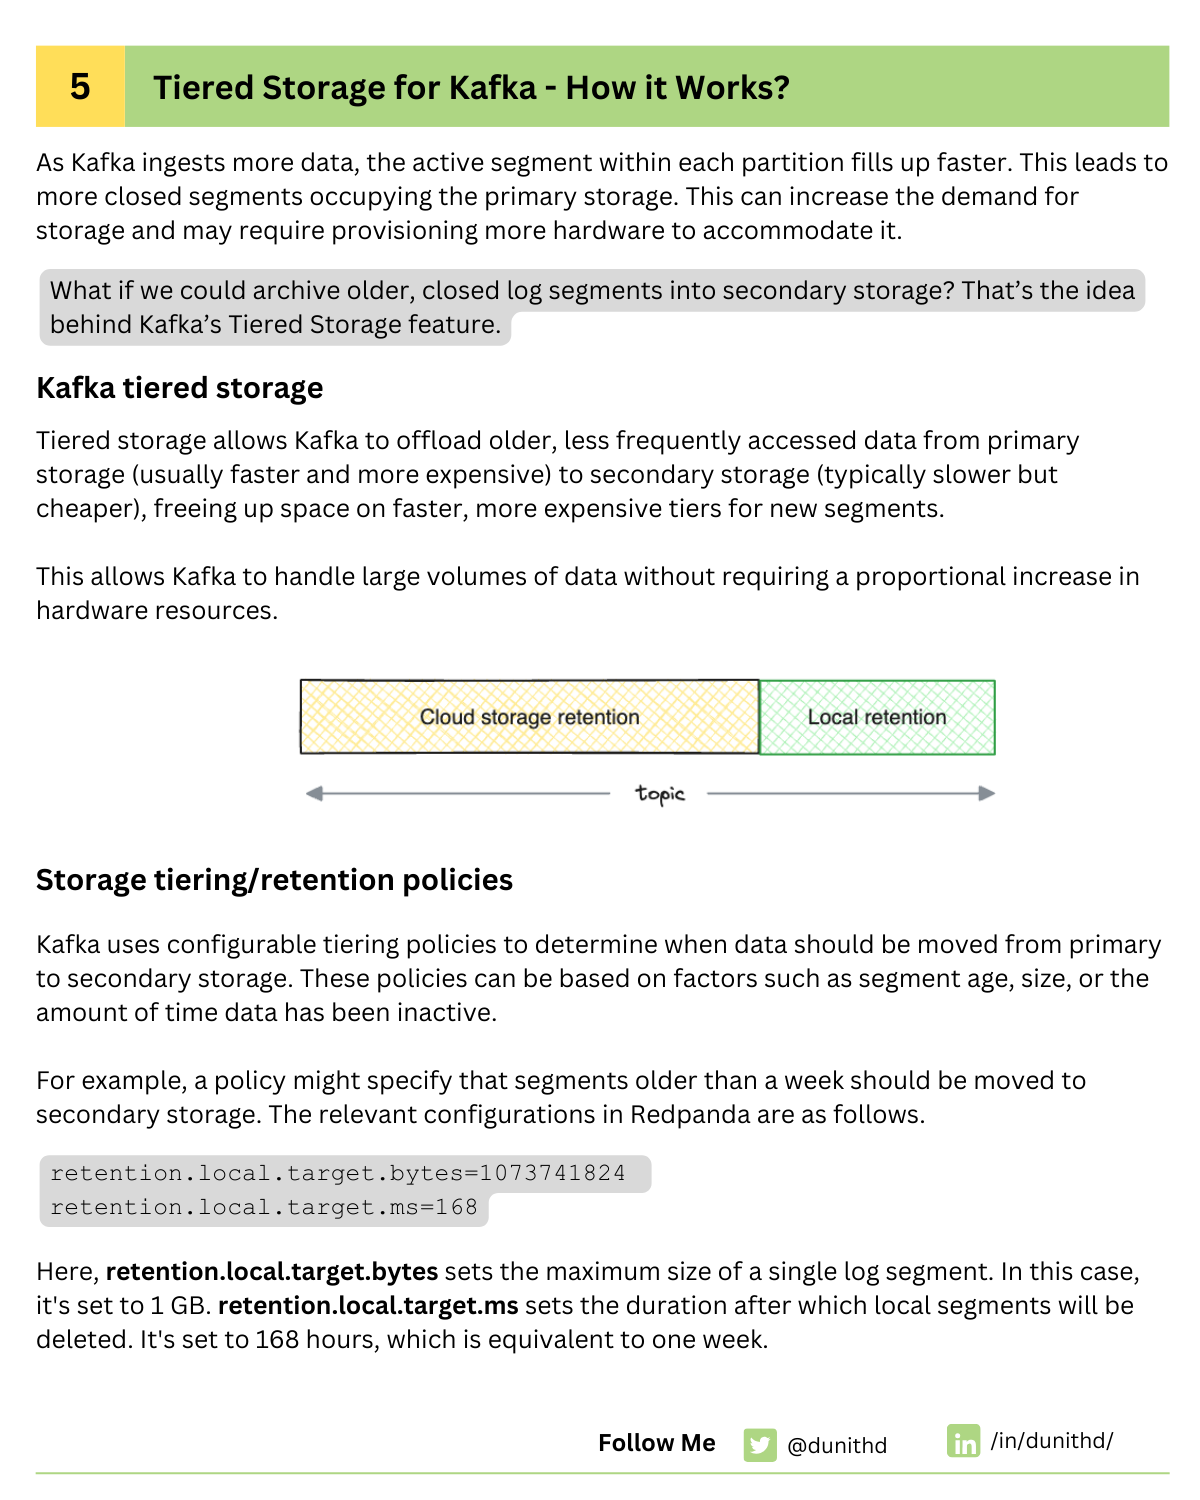 5
Tiered Storage for Kafka - How it Works?
As Kafka ingests more data, the active segment within each partition fills up faster. This leads to
more closed segments occupying the primary storage. This can increase the demand for
storage and may require provisioning more hardware to accommodate it.
What if we could archive older, closed log segments into secondary storage? That’s the idea
behind Kafka’s Tiered Storage feature.
Kafka tiered storage
Tiered storage allows Kafka to offload older, less frequently accessed data from primary
storage (usually faster and more expensive) to secondary storage (typically slower but
cheaper), freeing up space on faster, more expensive tiers for new segments.
This allows Kafka to handle large volumes of data without requiring a proportional increase in
hardware resources.
Cloud storage retention
Local retention
topic
Storage tiering/retention policies
Kafka uses configurable tiering policies to determine when data should be moved from primary
to secondary storage. These policies can be based on factors such as segment age, size, or the
amount of time data has been inactive.
For example, a policy might specify that segments older than a week should be moved to
secondary storage. The relevant configurations in Redpanda are as follows.
retention.local.target.bytes=1073741824
retention.local.target.ms=168
Here, retention.local.target.bytes sets the maximum size of a single log segment. In this case,
it's set to 1 GB. retention.local.target.ms sets the duration after which local segments will be
deleted. It's set to 168 hours, which is equivalent to one week.
Follow Me
@dunithd
in
/in/dunithd/